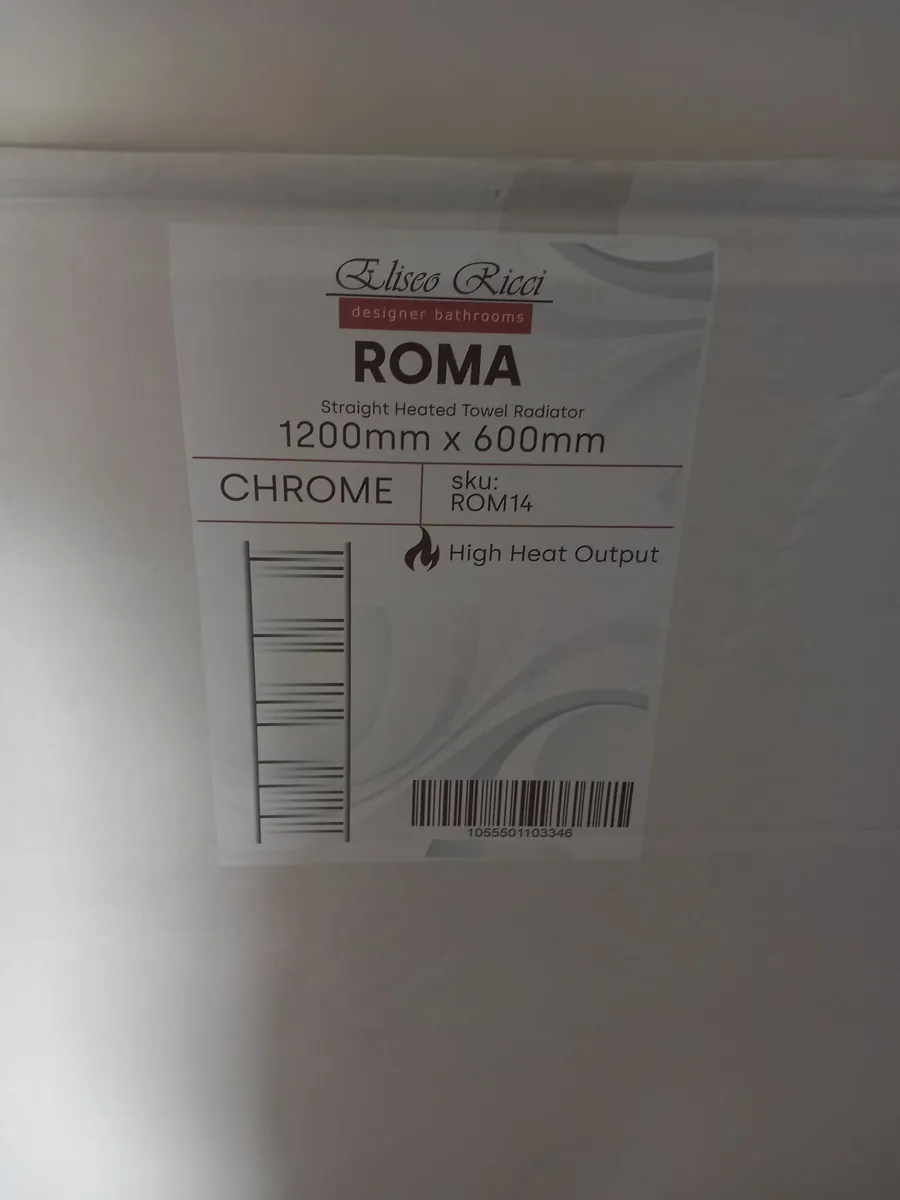 Eliseo Ricci
designer bathrooms
ROMA
Straight Heated Towel Radiator
1200mm x 600mm
CHROME
sku:
ROM14
High Heat Output
1055501103346